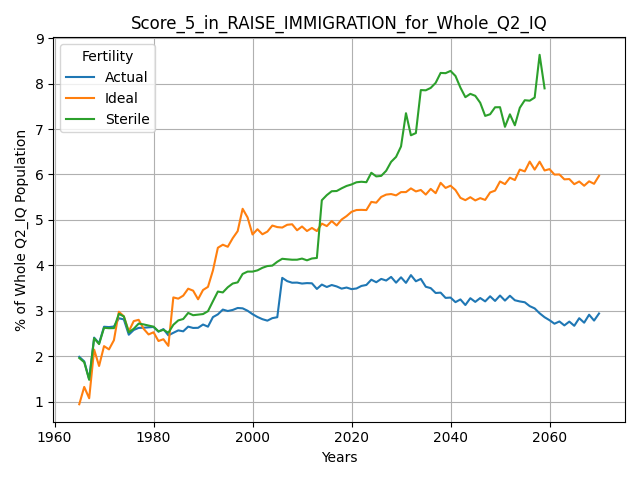 Score_5_in_RAISE_IMMIGRATION_for_Whole_Q2_IQ
% of Whole Q2_IQ Population
9
8
7
6
5
4
3
2
1
Fertility
Actual
Ideal
Sterile
1960
1980
2000
2020
2040
2060
Years